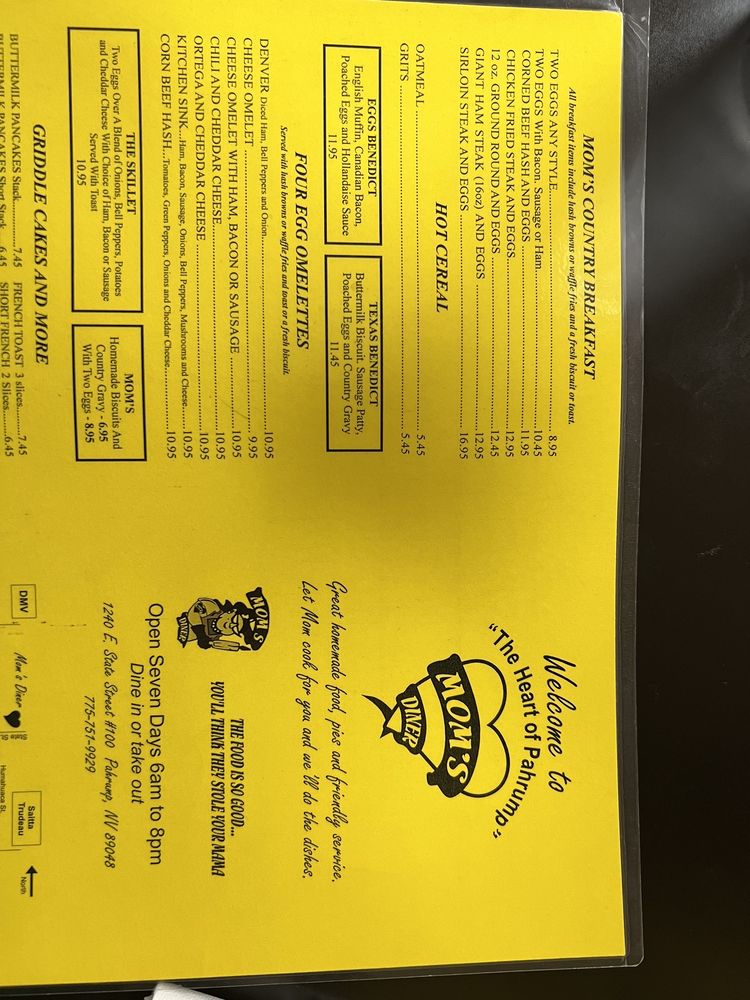 MOM'S COUNTRY BREAKFAST
All breakfast items include hash browns or waffle fries and a fresh biscuit or toast.
TWO EGGS ANY STYLE 8.95
TWO EGGS With Bacon, Sausage or Ham 10.45
CORNED BEEF HASH AND EGGS 11.95
CHICKEN FRIED STEAK AND EGGS 12.95
12 oz. GROUND ROUND AND EGGS 12.45
GIANT HAM STEAK (16oz) AND EGGS 12.95
SIRLOIN STEAK AND EGGS 16.95
HOT CEREAL
OATMEAL 5.45
GRITS 5.45
EGGS BENEDICT
English Muffin, Canadian Bacon,
Poached Eggs and Hollandaise Sauce
11.95
TEXAS BENEDICT
Buttermilk Biscuit, Sausage Patty,
Poached Eggs and Country Gravy
11.45
FOUR EGG OMELETTES
Served with hash browns or waffle fries and toast or a fresh biscuit.
DENVER Diced Ham, Bell Peppers and Onion 10.95
CHEESE OMELET 9.95
CHEESE OMELET WITH HAM, BACON OR SAUSAGE 10.95
CHILI AND CHEDDAR CHEESE 10.95
ORTEGA AND CHEDDAR CHEESE 10.95
KITCHEN SINK...Ham, Bacon, Sausage, Onions, Bell Peppers, Mushrooms and Cheese 10.95
CORN BEEF HASH...Tomatoes, Green Peppers, Onions and Cheddar Cheese 10.95
THE SKILLET
Two Eggs Over A Blend of Onions, Bell Peppers, Potatoes
and Cheddar Cheese With Choice of Ham, Bacon or Sausage
Served With Toast
10.95
MOM'S
Homemade Biscuits And
Country Gravy - 6.95
With Two Eggs - 8.95
GRIDDLE CAKES AND MORE
BUTTERMILK PANCAKES Stack 7.45
BUTTERMILK PANCAKES Short Stack 6.45
FRENCH TOAST 3 slices 7.45
SHORT FRENCH 2 Slices 6.45
Welcome to
"The Heart of Pahrump"
MOM'S
DINER
Great homemade food, pies and friendly service.
Let Mom cook for you and we'll do the dishes.
MOM'S
DINER
THE FOOD IS SO GOOD...
YOU'LL THINK THEY STOLE YOUR MAMA
Open Seven Days 6am to 8pm
Dine in or take out
1240 E. State Street #100 Pahrump, NV 89048
775-751-9929
DMV
Mom's Diner
Saitta
Trudeau
North
Humahuaca St.